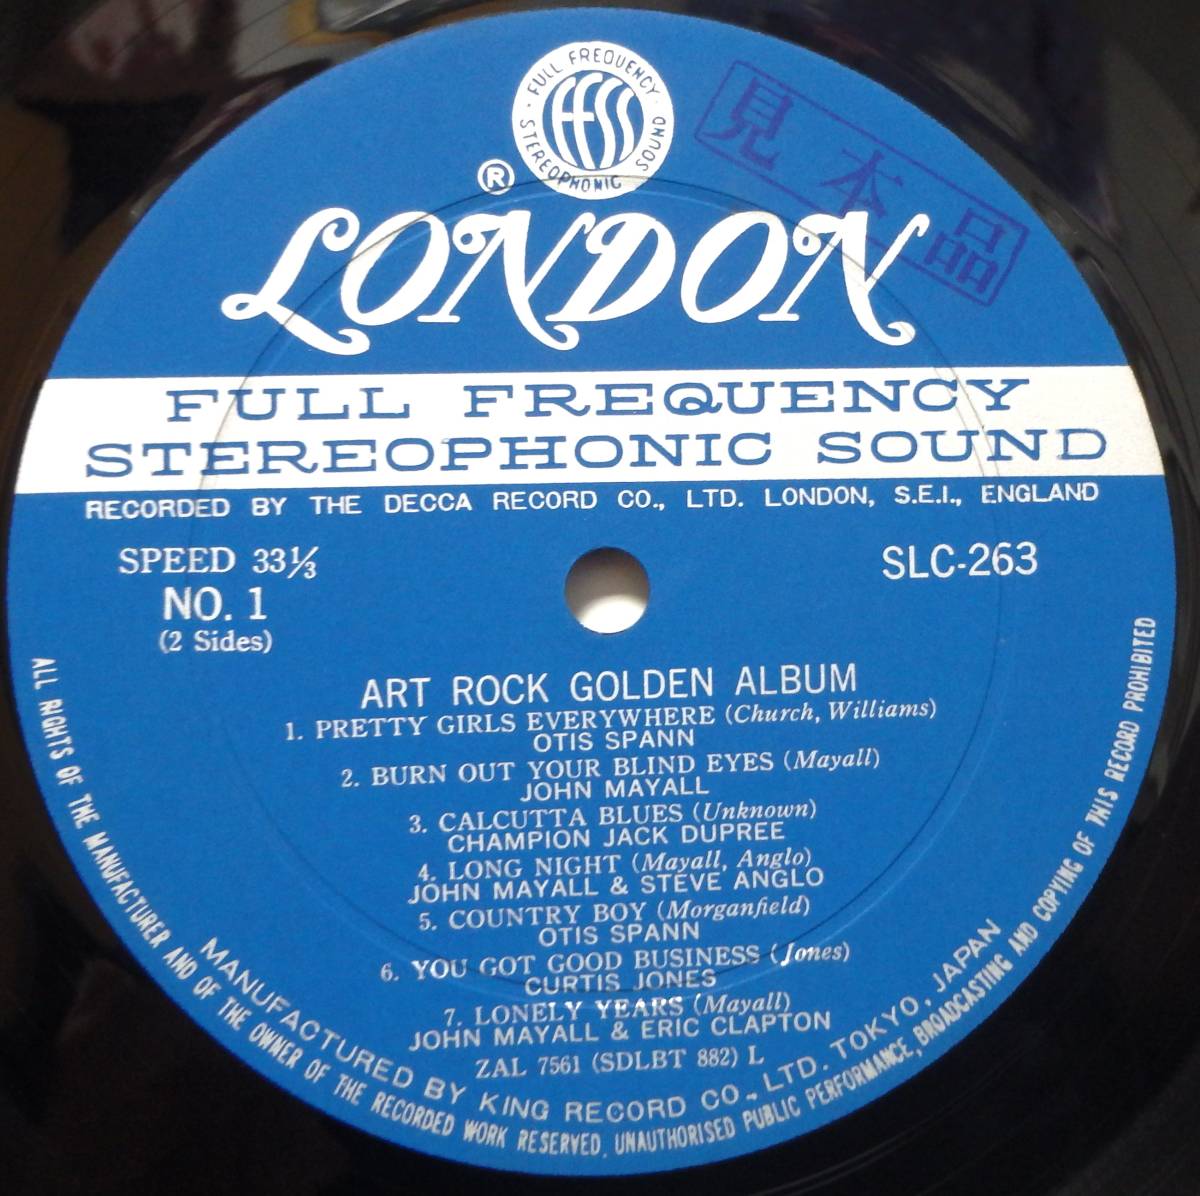 FULL FREQUENCY
STEREOPHONIC SOUND
FFSS
見本品
®
LONDON
FULL FREQUENCY
STEREOPHONIC SOUND
RECORDED BY THE DECCA RECORD CO., LTD. LONDON, S.E.I., ENGLAND
SPEED 33⅓
SLC-263
NO. 1
(2 Sides)
ART ROCK GOLDEN ALBUM
1. PRETTY GIRLS EVERYWHERE (Church, Williams)
OTIS SPANN
2. BURN OUT YOUR BLIND EYES (Mayall)
JOHN MAYALL
3. CALCUTTA BLUES (Unknown)
CHAMPION JACK DUPREE
4. LONG NIGHT (Mayall, Anglo)
JOHN MAYALL & STEVE ANGLO
5. COUNTRY BOY (Morganfield)
OTIS SPANN
6. YOU GOT GOOD BUSINESS (Jones)
CURTIS JONES
7. LONELY YEARS (Mayall)
JOHN MAYALL & ERIC CLAPTON
ZAL 7561 (SDLBT 882) L
MANUFACTURED BY KING RECORD CO., LTD. TOKYO, JAPAN
ALL RIGHTS OF THE MANUFACTURER AND OF THE OWNER OF THE RECORDED WORK RESERVED. UNAUTHORISED PUBLIC PERFORMANCE, BROADCASTING AND COPYING OF THIS RECORD PROHIBITED